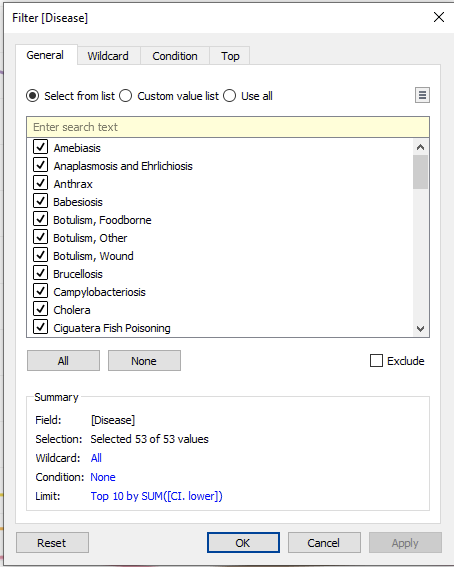 Filter [Disease]
General Wildcard Condition Top
Select from list Custom value list Use all
Enter search text
Amebiasis
Anaplasmosis and Ehrlichiosis
Anthrax
Babesiosis
Botulism, Foodborne
Botulism, Other
Botulism, Wound
Brucellosis
Campylobacteriosis
Cholera
Ciguatera Fish Poisoning
All None Exclude
Summary
Field: [Disease]
Selection: Selected 53 of 53 values
Wildcard: All
Condition: None
Limit: Top 10 by SUM([CI. lower])
Reset OK Cancel Apply